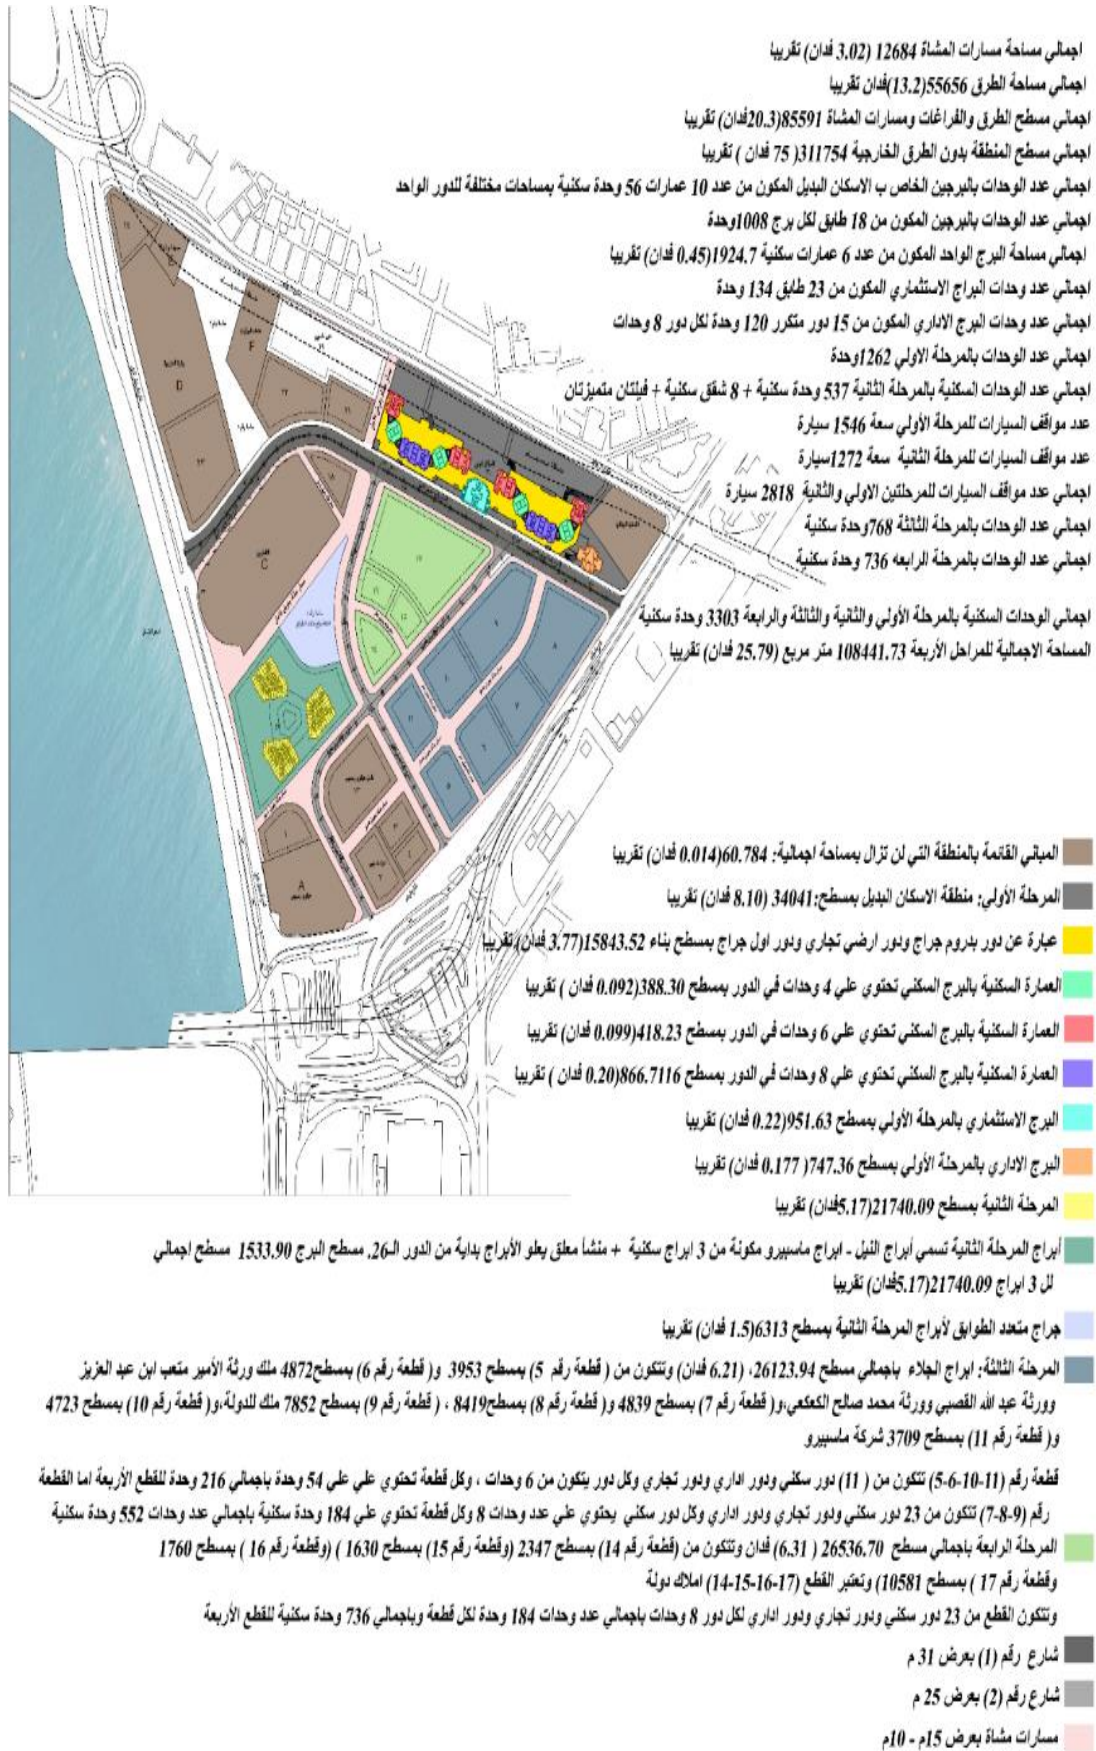 اجمالي مساحة مسارات المشاة 12684 (3.02 فدان) تقريبا
اجمالي مساحة الطرق 55656(13.2)فدان تقريبا
اجمالي مسطح الطرق والفراغات ومسارات المشاة 85591(20.3فدان) تقريبا
اجمالي مسطح المنطقة بدون الطرق الخارجية 311754( 75 فدان ) تقريبا
اجمالي عدد الوحدات بالبرجين الخاص ب الاسكان البديل المكون من عدد 10 عمارات 56 وحدة سكنية بمساحات مختلفة للدور الواحد
اجمالي عدد الوحدات بالبرجين المكون من 18 طابق لكل برج 1008وحدة
اجمالي مساحة البرج الواحد المكون من عدد 6 عمارات سكنية 1924.7(0.45 فدان) تقريبا
اجمالي عدد وحدات البراج الاستثماري المكون من 23 طابق 134 وحدة
اجمالي عدد وحدات البرج الاداري المكون من 15 دور متكرر 120 وحدة لكل دور 8 وحدات
اجمالي عدد الوحدات بالمرحلة الاولي 1262وحدة
اجمالي عدد الوحدات السكنية بالمرحلة الثانية 537 وحدة سكنية + 8 شقق سكنية + فيلتان متميزتان
عدد مواقف السيارات للمرحلة الأولي سعة 1546 سيارة
عدد مواقف السيارات للمرحلة الثانية سعة 1272سيارة
اجمالي عدد مواقف السيارات للمرحلتين الاولي والثانية 2818 سيارة
اجمالي عدد الوحدات بالمرحلة الثالثة 768وحدة سكنية
اجمالي عدد الوحدات بالمرحلة الرابعه 736 وحدة سكنية
اجمالي الوحدات السكنية بالمرحلة الأولي والثانية والثالثة والرابعة 3303 وحدة سكنية
المساحة الاجمالية للمراحل الأربعة 108441.73 متر مربع (25.79 فدان) تقريبا
D
F
C
A
المباني القائمة بالمنطقة التي لن تزال بمساحة اجمالية: 60.784(0.014 فدان) تقريبا
المرحلة الأولي: منطقة الاسكان البديل بمسطح:34041 (8.10 فدان) تقريبا
عبارة عن دور بدروم جراج ودور ارضي تجاري ودور اول جراج بمسطح بناء 15843.52(3.77 فدان) تقريبا
العمارة السكنية بالبرج السكني تحتوي علي 4 وحدات في الدور بمسطح 388.30(0.092 فدان ) تقريبا
العمارة السكنية بالبرج السكني تحتوي علي 6 وحدات في الدور بمسطح 418.23(0.099 فدان) تقريبا
العمارة السكنية بالبرج السكني تحتوي علي 8 وحدات في الدور بمسطح 866.7116(0.20 فدان ) تقريبا
البرج الاستثماري بالمرحلة الأولي بمسطح 951.63(0.22 فدان) تقريبا
البرج الاداري بالمرحلة الأولي بمسطح 747.36( 0.177 فدان) تقريبا
المرحلة الثانية بمسطح 21740.09(5.17فدان) تقريبا
أبراج المرحلة الثانية تسمي أبراج النيل - ابراج ماسبيرو مكونة من 3 ابراج سكنية + منشأ معلق يعلو الأبراج بداية من الدور الـ26. مسطح البرج 1533.90 مسطح اجمالي
لل 3 ابراج 21740.09(5.17فدان) تقريبا
جراج متعدد الطوابق لأبراج المرحلة الثانية بمسطح 6313(1.5 فدان) تقريبا
المرحلة الثالثة: ابراج الجلاء باجمالي مسطح 26123.94، (6.21 فدان) وتتكون من ( قطعة رقم 5) بمسطح 3953 و( قطعة رقم 6) بمسطح4872 ملك ورثة الأمير متعب ابن عبد العزيز
وورثة عبد الله القصبي وورثة محمد صالح الكعكعي،و( قطعة رقم 7) بمسطح 4839 و( قطعة رقم 8) بمسطح8419 ، ( قطعة رقم 9) بمسطح 7852 ملك للدولة،و( قطعة رقم 10) بمسطح 4723
و( قطعة رقم 11) بمسطح 3709 شركة ماسبيرو
قطعة رقم (11-10-6-5) تتكون من ( 11) دور سكني ودور اداري ودور تجاري وكل دور يتكون من 6 وحدات ، وكل قطعة تحتوي علي علي 54 وحدة باجمالي 216 وحدة للقطع الأربعة اما القطعة
رقم (9-8-7) تتكون من 23 دور سكني ودور تجاري ودور اداري وكل دور سكني يحتوي علي عدد وحدات 8 وكل قطعة تحتوي علي 184 وحدة سكنية باجمالي عدد وحدات 552 وحدة سكنية
المرحلة الرابعة باجمالي مسطح 26536.70 ( 6.31) فدان وتتكون من (قطعة رقم 14) بمسطح 2347 (وقطعة رقم 15) بمسطح 1630 ) (وقطعة رقم 16 ) بمسطح 1760
وقطعة رقم 17 ) بمسطح 10581) وتعتبر القطع (17-16-15-14) املاك دولة
وتتكون القطع من 23 دور سكني ودور تجاري ودور اداري لكل دور 8 وحدات باجمالي عدد وحدات 184 وحدة لكل قطعة وباجمالي 736 وحدة سكنية للقطع الأربعة
شارع رقم (1) بعرض 31 م
شارع رقم (2) بعرض 25 م
مسارات مشاة بعرض 15م - 10م